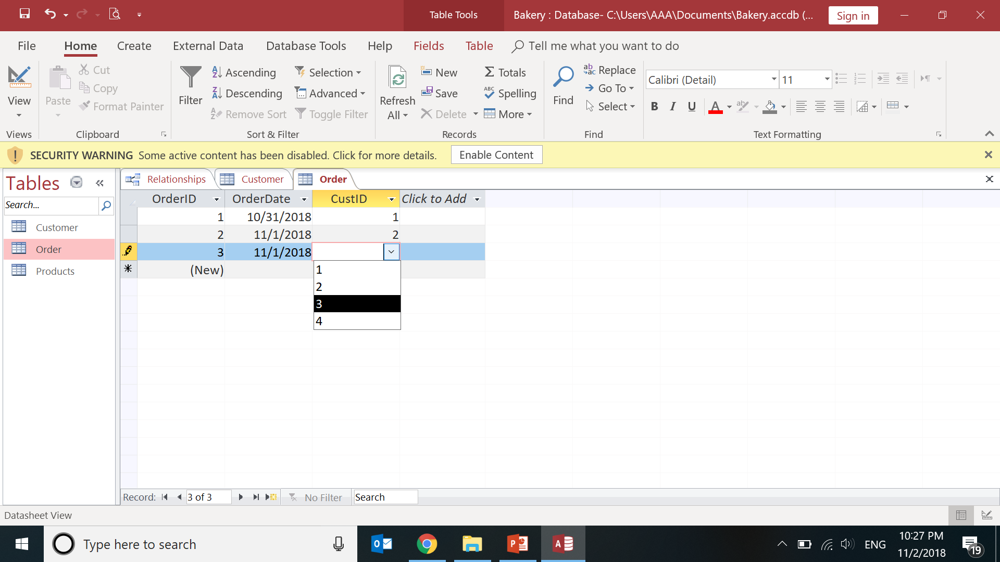 Table Tools
Bakery : Database- C:\Users\AAA\Documents\Bakery.accdb (...
Sign in
File Home Create External Data Database Tools Help Fields Table Tell me what you want to do
View
Views
Paste
Cut
Copy
Format Painter
Clipboard
Filter
Ascending
Descending
Remove Sort
Selection
Advanced
Toggle Filter
Sort & Filter
Refresh
All
New
Save
Delete
Totals
Spelling
More
Records
Find
Replace
Go To
Select
Find
Calibri (Detail) 11
B I U A
Text Formatting
SECURITY WARNING Some active content has been disabled. Click for more details. Enable Content
Tables
Search...
Customer
Order
Products
Relationships Customer Order
OrderID OrderDate CustID Click to Add
1 10/31/2018 1
2 11/1/2018 2
3 11/1/2018
(New)
1
2
3
4
Record: 3 of 3 No Filter Search
Datasheet View
Type here to search
ENG
10:27 PM
11/2/2018
19